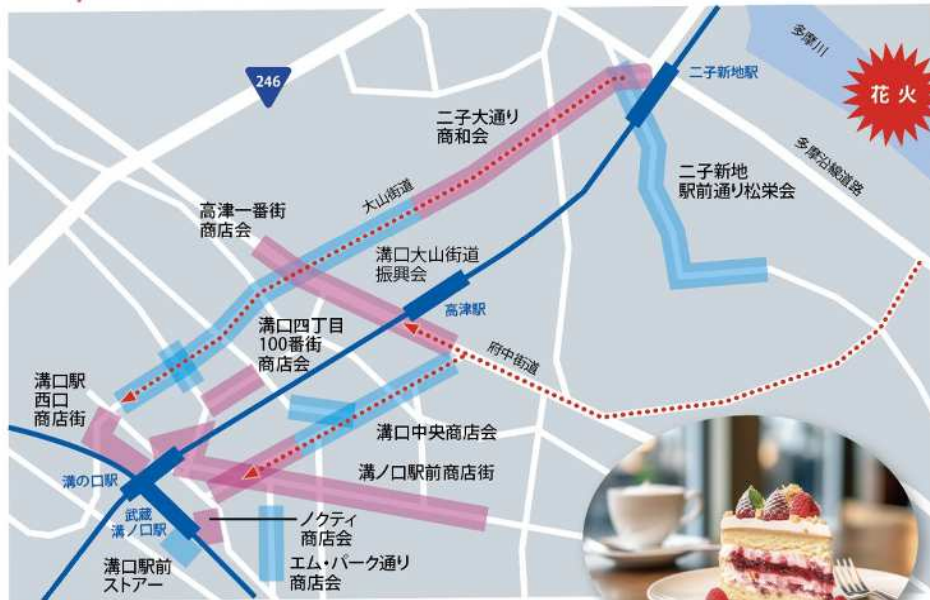 多摩川
花火
246
二子新地駅
二子大通り
商和会
多摩沿線道路
二子新地
駅前通り松栄会
大山街道
高津一番街
商店会
溝口大山街道
振興会
高津駅
溝口四丁目
100番街
商店会
府中街道
溝口駅
西口
商店街
溝口中央商店会
溝ノ口駅前商店街
溝の口駅
武蔵
溝ノ口駅
ノクティ
商店会
溝口駅前
ストアー
エム・パーク通り
商店会